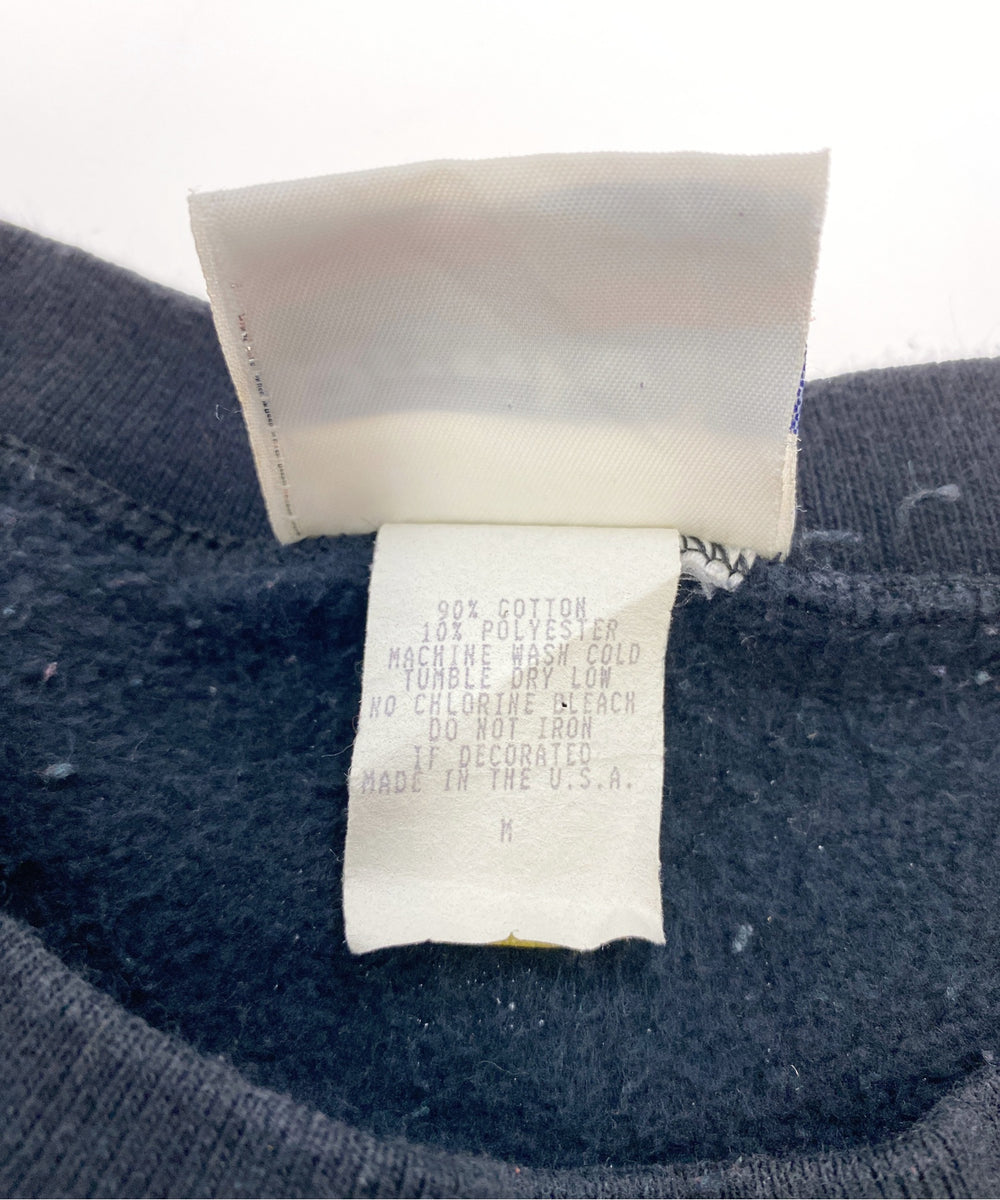 90% COTTON
10% POLYESTER
MACHINE WASH COLD
TUMBLE DRY LOW
NO CHLORINE BLEACH
DO NOT IRON
IF DECORATED
MADE IN THE U.S.A.
M